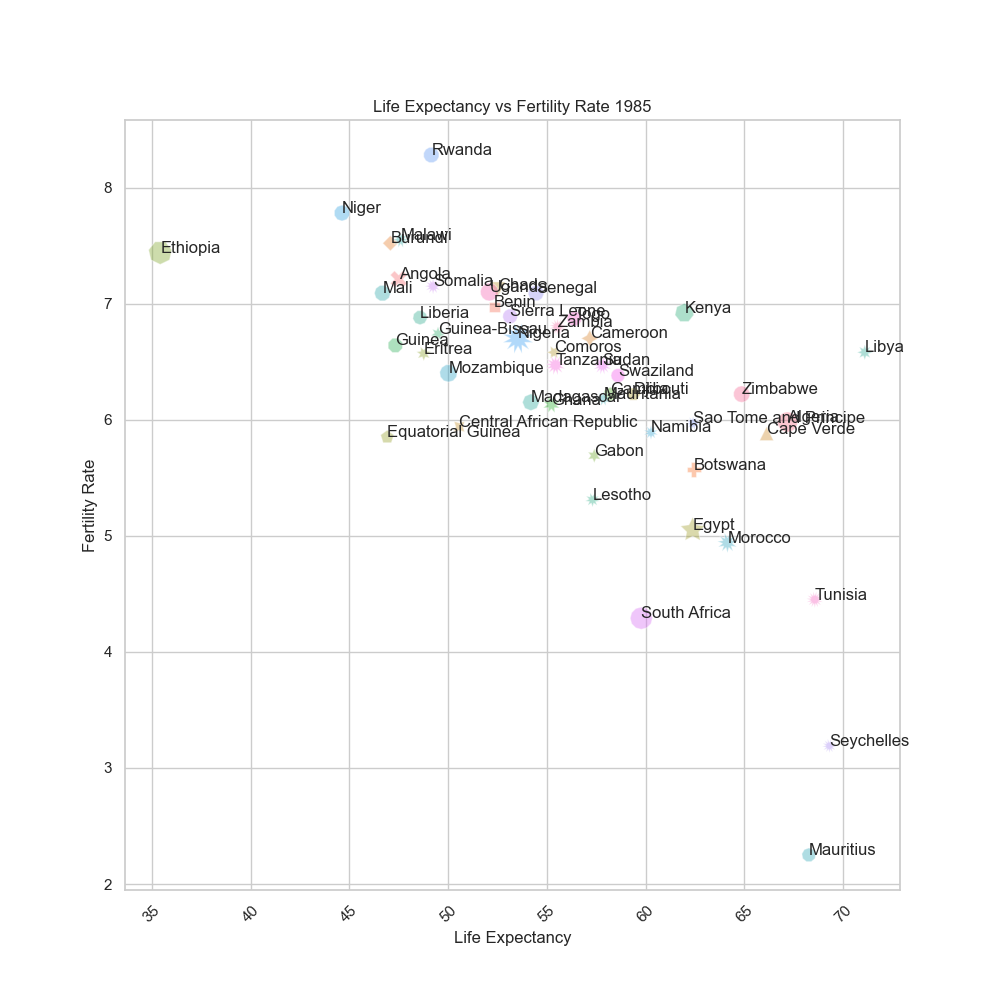 Life Expectancy vs Fertility Rate 1985
Rwanda
Niger
Malawi
Burundi
Ethiopia
Angola
Somalia
Chad
Mali
Uganda
Senegal
Benin
Kenya
Liberia
Sierra Leone
Togo
Zambia
Guinea-Bissau
Nigeria
Cameroon
Guinea
Eritrea
Comoros
Libya
Tanzania
Sudan
Mozambique
Swaziland
Gambia
Djibouti
Zimbabwe
Madagascar
Ghana
Mauritania
Central African Republic
Sao Tome and Principe
Algeria
Equatorial Guinea
Namibia
Cape Verde
Gabon
Botswana
Lesotho
Egypt
Morocco
Tunisia
South Africa
Seychelles
Mauritius
8
7
6
5
4
3
2
Fertility Rate
35
40
45
50
55
60
65
70
Life Expectancy